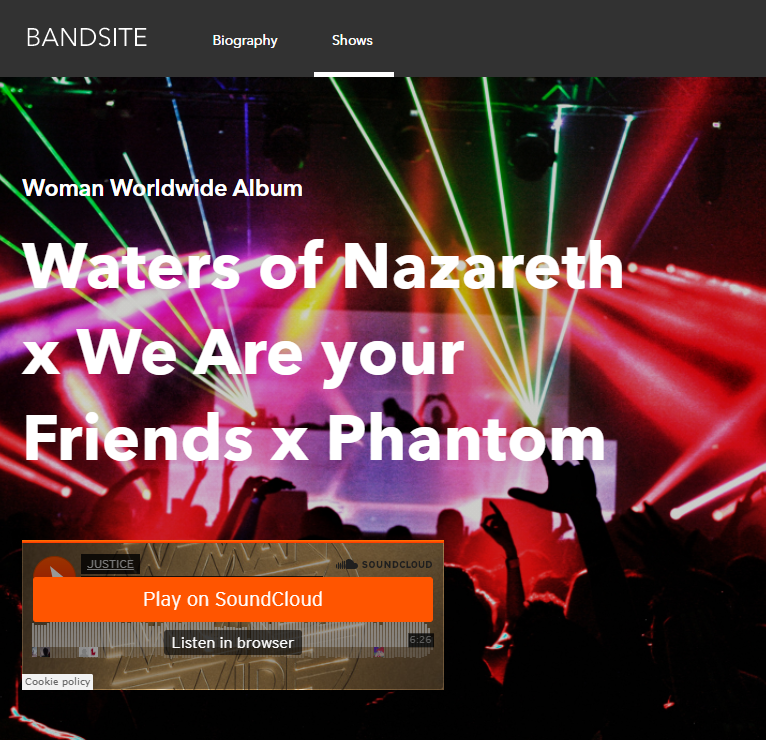 BANDSITE Biography Shows
Woman Worldwide Album
Waters of Nazareth
x We Are your
Friends x Phantom
JUSTICE SOUNDCLOUD
Play on SoundCloud
Listen in browser 6:26
Cookie policy